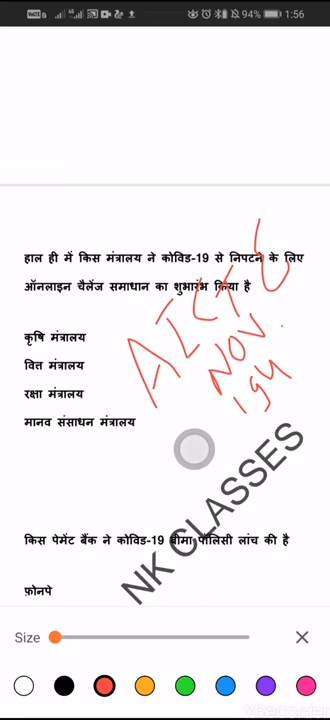 94% 1:56
हाल ही में किस मंत्रालय ने कोविड-19 से निपटने के लिए
ऑनलाइन चैलेंज समाधान का शुभारंभ किया है
AICTE
NOV
194
कृषि मंत्रालय
वित्त मंत्रालय
रक्षा मंत्रालय
मानव संसाधन मंत्रालय
NK CLASSES
किस पेमेंट बैंक ने कोविड-19 बीमा पॉलिसी लांच की है
फ़ोनपे
Size